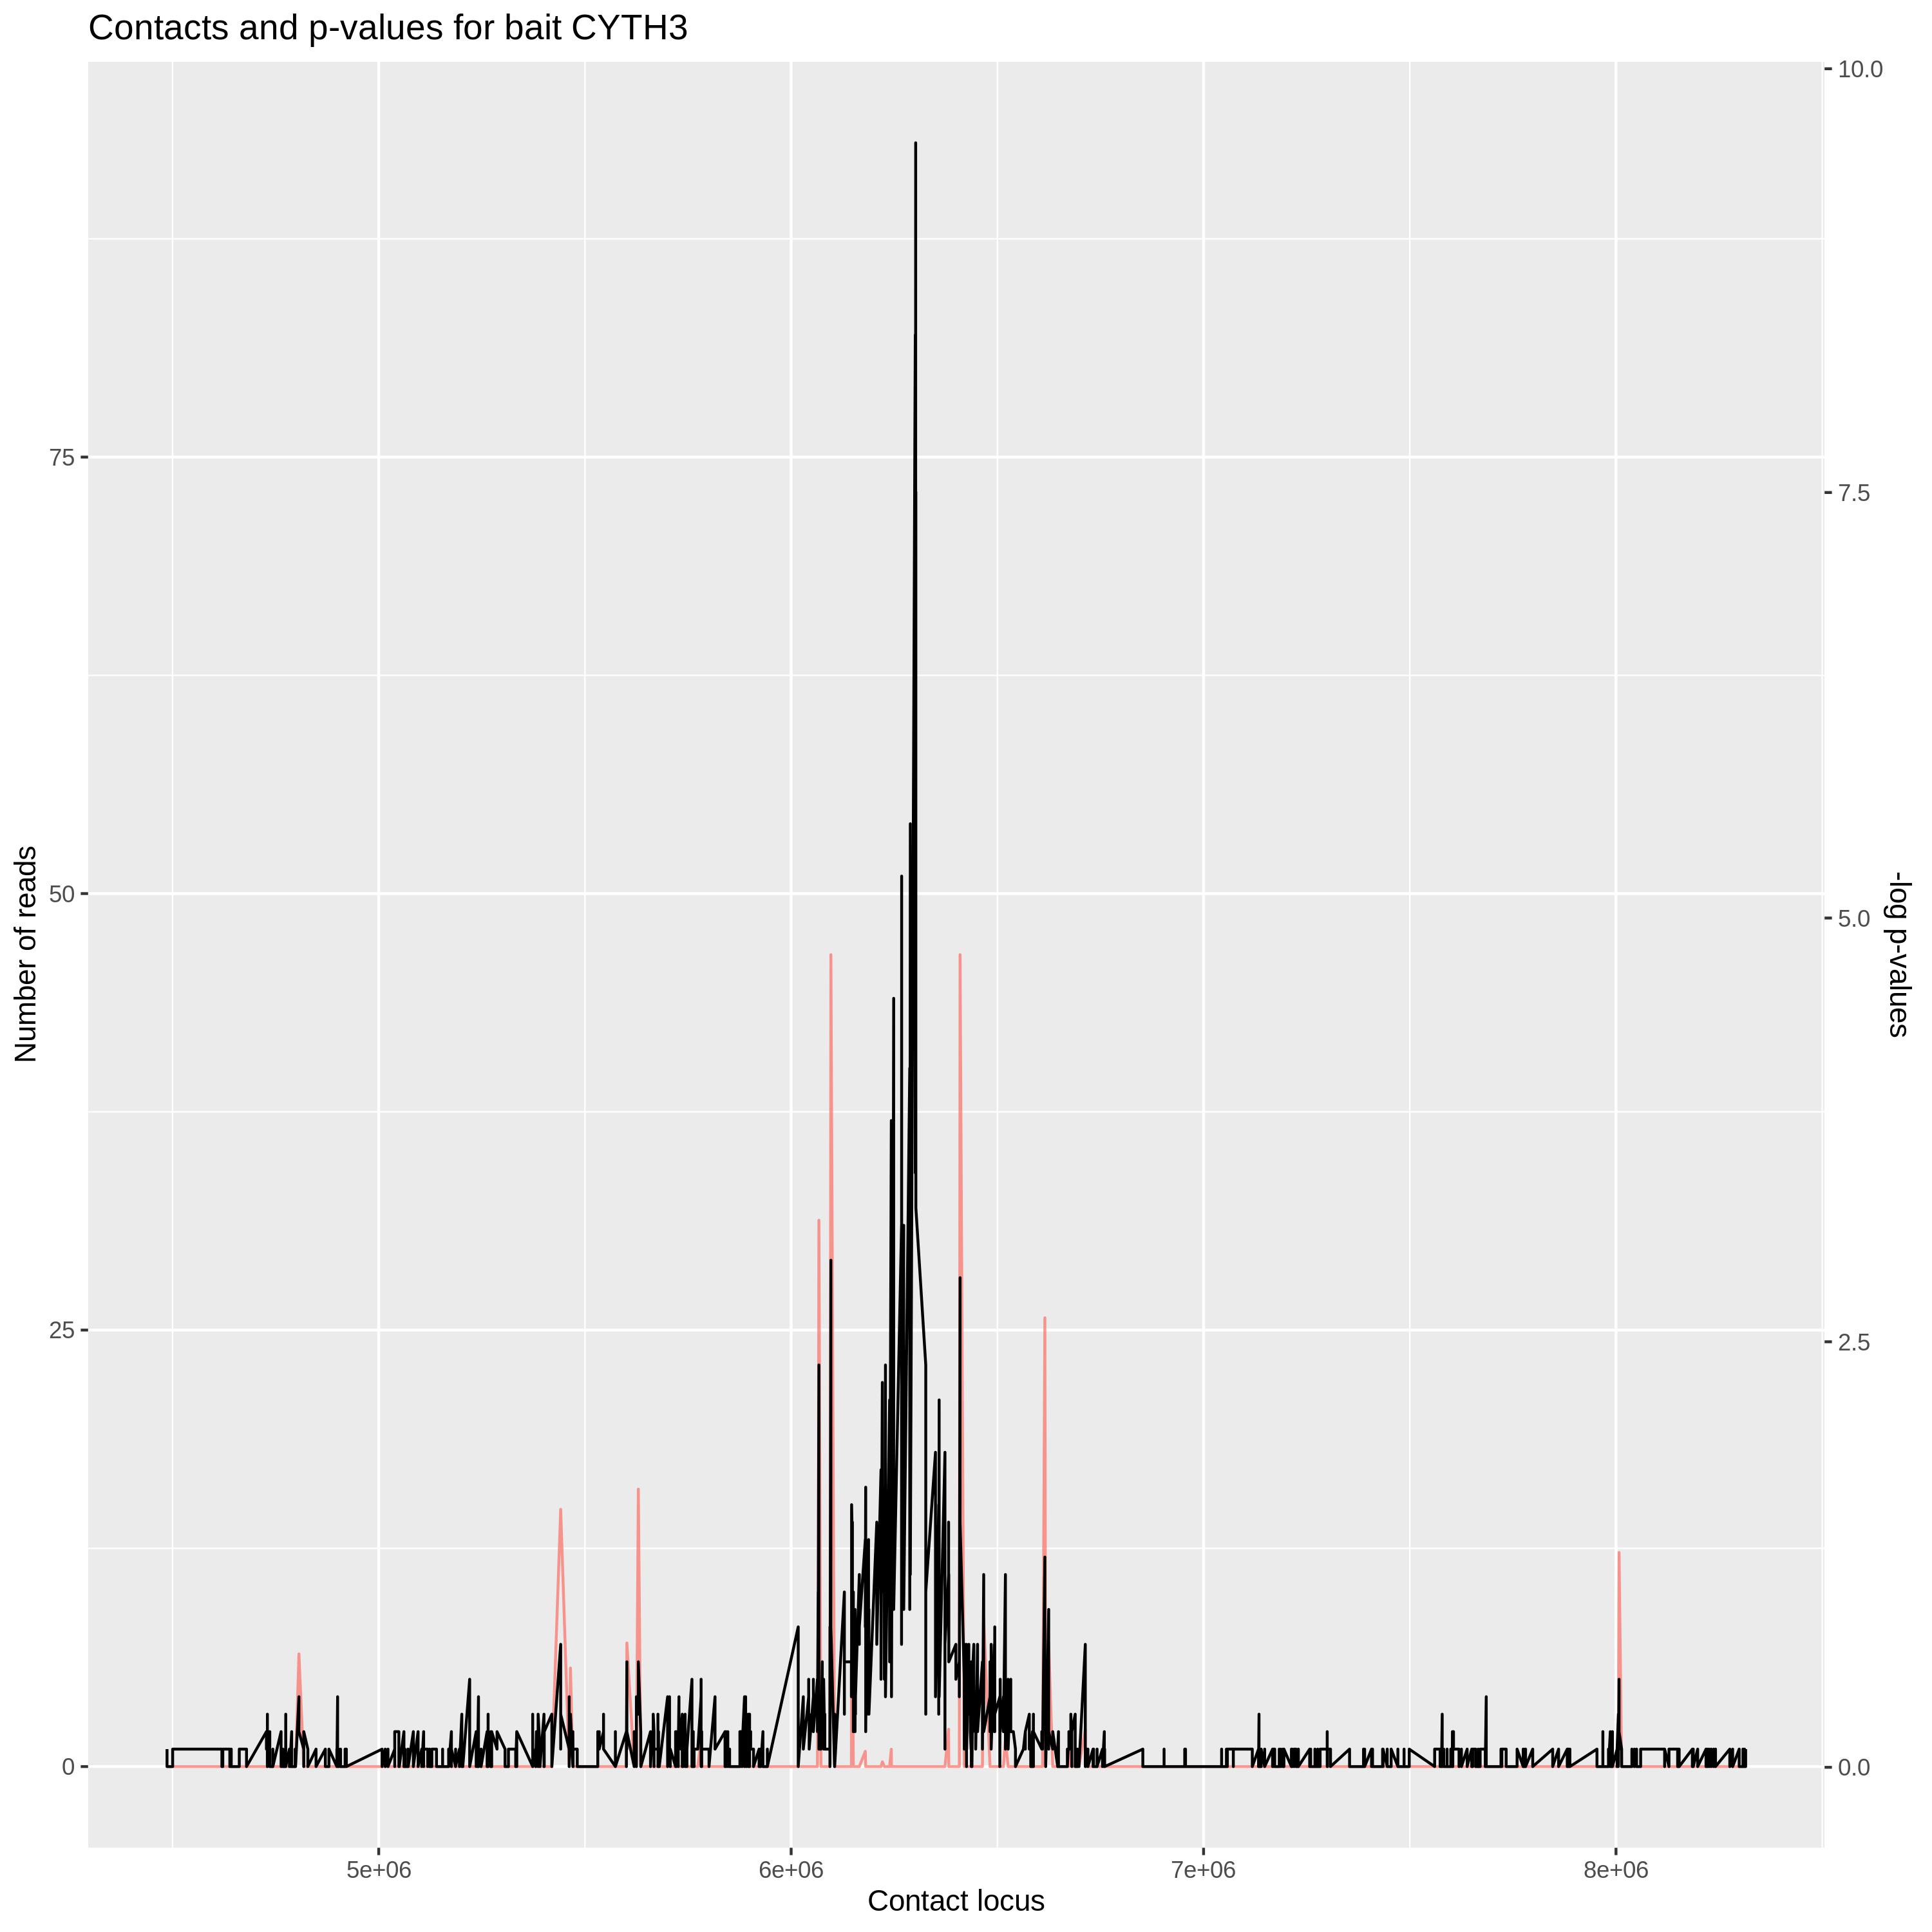 Contacts and p-values for bait CYTH3
10.0
75
7.5
50
5.0
Number of reads
-log p-values
25
2.5
0
0.0
5e+06
6e+06
7e+06
8e+06
Contact locus